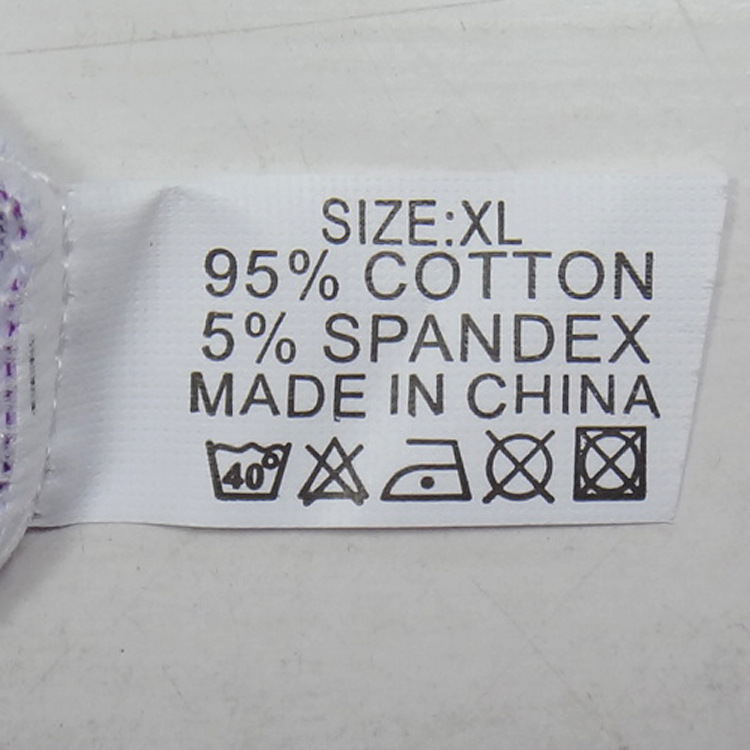 SIZE:XL
95% COTTON
5% SPANDEX
MADE IN CHINA
40°